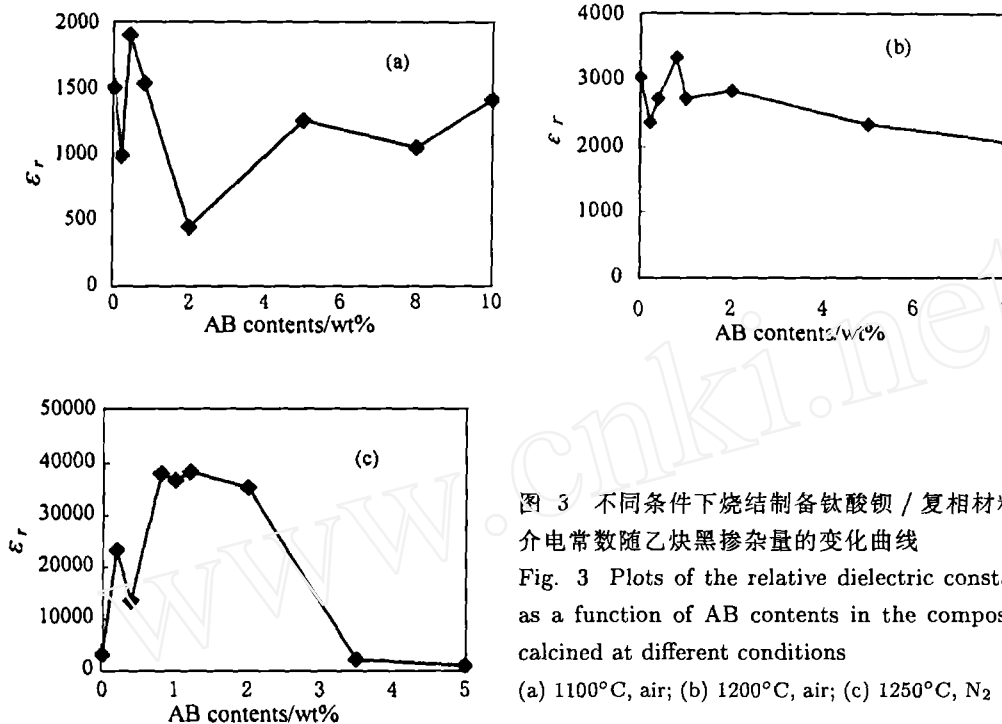 2000
1500
1000
500
0
εr
(a)
0 2 4 6 8 10
AB contents/wt%
4000
3000
2000
1000
0
ε r
(b)
0 2 4 6
AB contents/wt%
50000
40000
30000
20000
10000
0
εr
(c)
0 1 2 3 4 5
AB contents/wt%
图 3 不同条件下烧结制备钛酸钡 / 复相材料
介电常数随乙炔黑掺杂量的变化曲线
Fig. 3 Plots of the relative dielectric consta
as a function of AB contents in the compos
calcined at different conditions
(a) 1100°C, air; (b) 1200°C, air; (c) 1250°C, N2
www.cnki.net